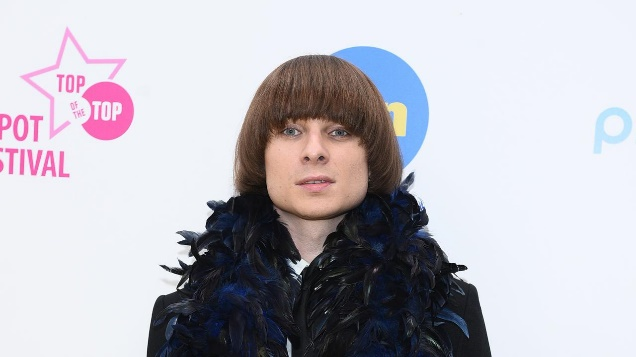 TOP
OF THE
TOP
POT
STIVAL
n
p